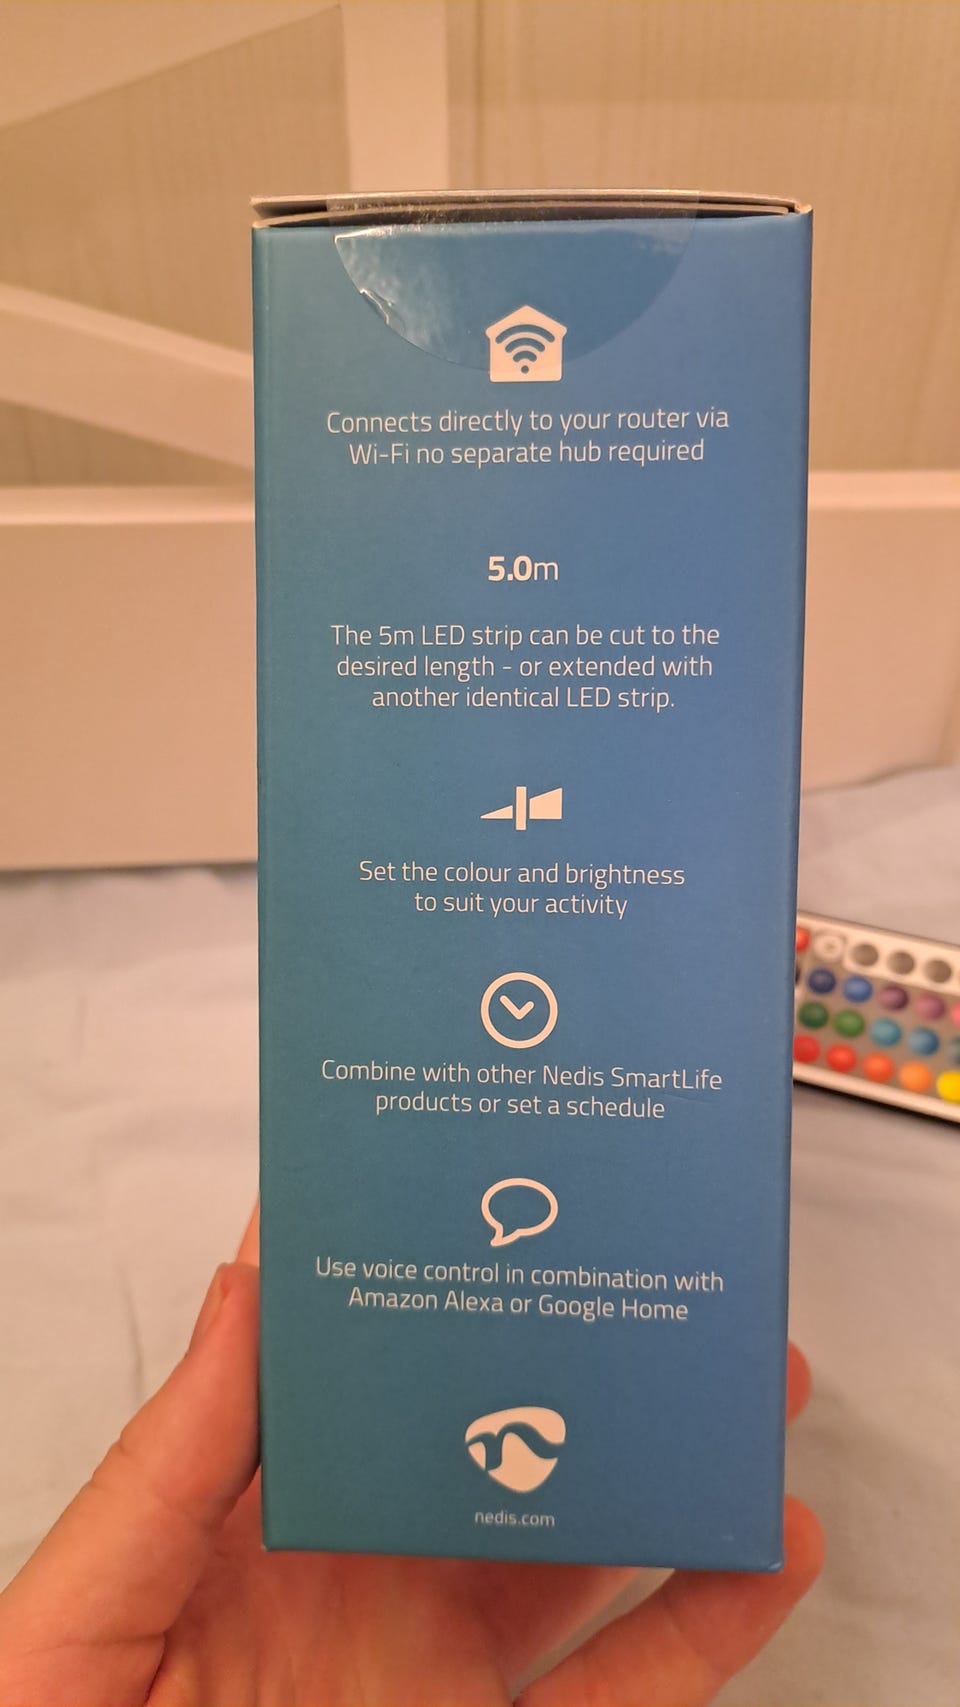 Connects directly to your router via
Wi-Fi no separate hub required
5.0m
The 5m LED strip can be cut to the
desired length - or extended with
another identical LED strip.
Set the colour and brightness
to suit your activity
Combine with other Nedis SmartLife
products or set a schedule
Use voice control in combination with
Amazon Alexa or Google Home
nedis.com